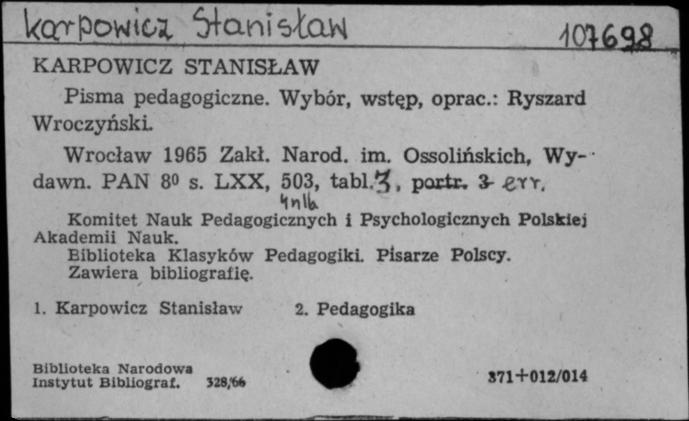 Karpowicz Stanisław 107698
KARPOWICZ STANISŁAW
Pisma pedagogiczne. Wybór, wstęp, oprac.: Ryszard
Wroczyński.
Wrocław 1965 Zakł. Narod. im. Ossolińskich, Wy-
dawn. PAN 8⁰ s. LXX, 503, tabl. 3, portr. 3 err.
4nlb
Komitet Nauk Pedagogicznych i Psychologicznych Polskiej
Akademii Nauk.
Biblioteka Klasyków Pedagogiki. Pisarze Polscy.
Zawiera bibliografię.
1. Karpowicz Stanisław 2. Pedagogika
Biblioteka Narodowa
Instytut Bibliograf. 328/66 371+012/014